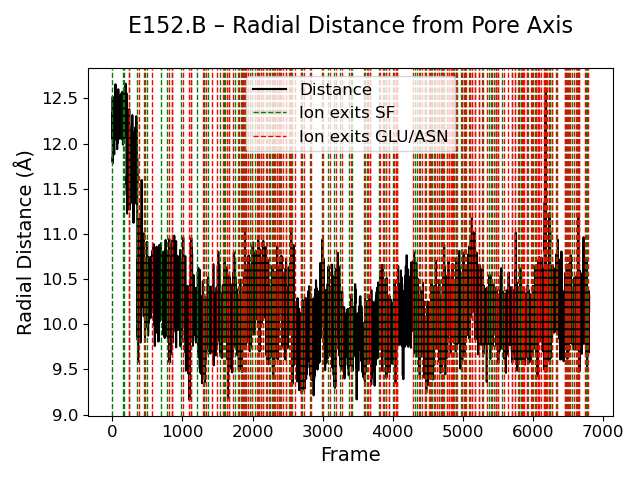 E152.B – Radial Distance from Pore Axis
Distance
Ion exits SF
Ion exits GLU/ASN
Radial Distance (Å)
12.5
12.0
11.5
11.0
10.5
10.0
9.5
9.0
0 1000 2000 3000 4000 5000 6000 7000
Frame